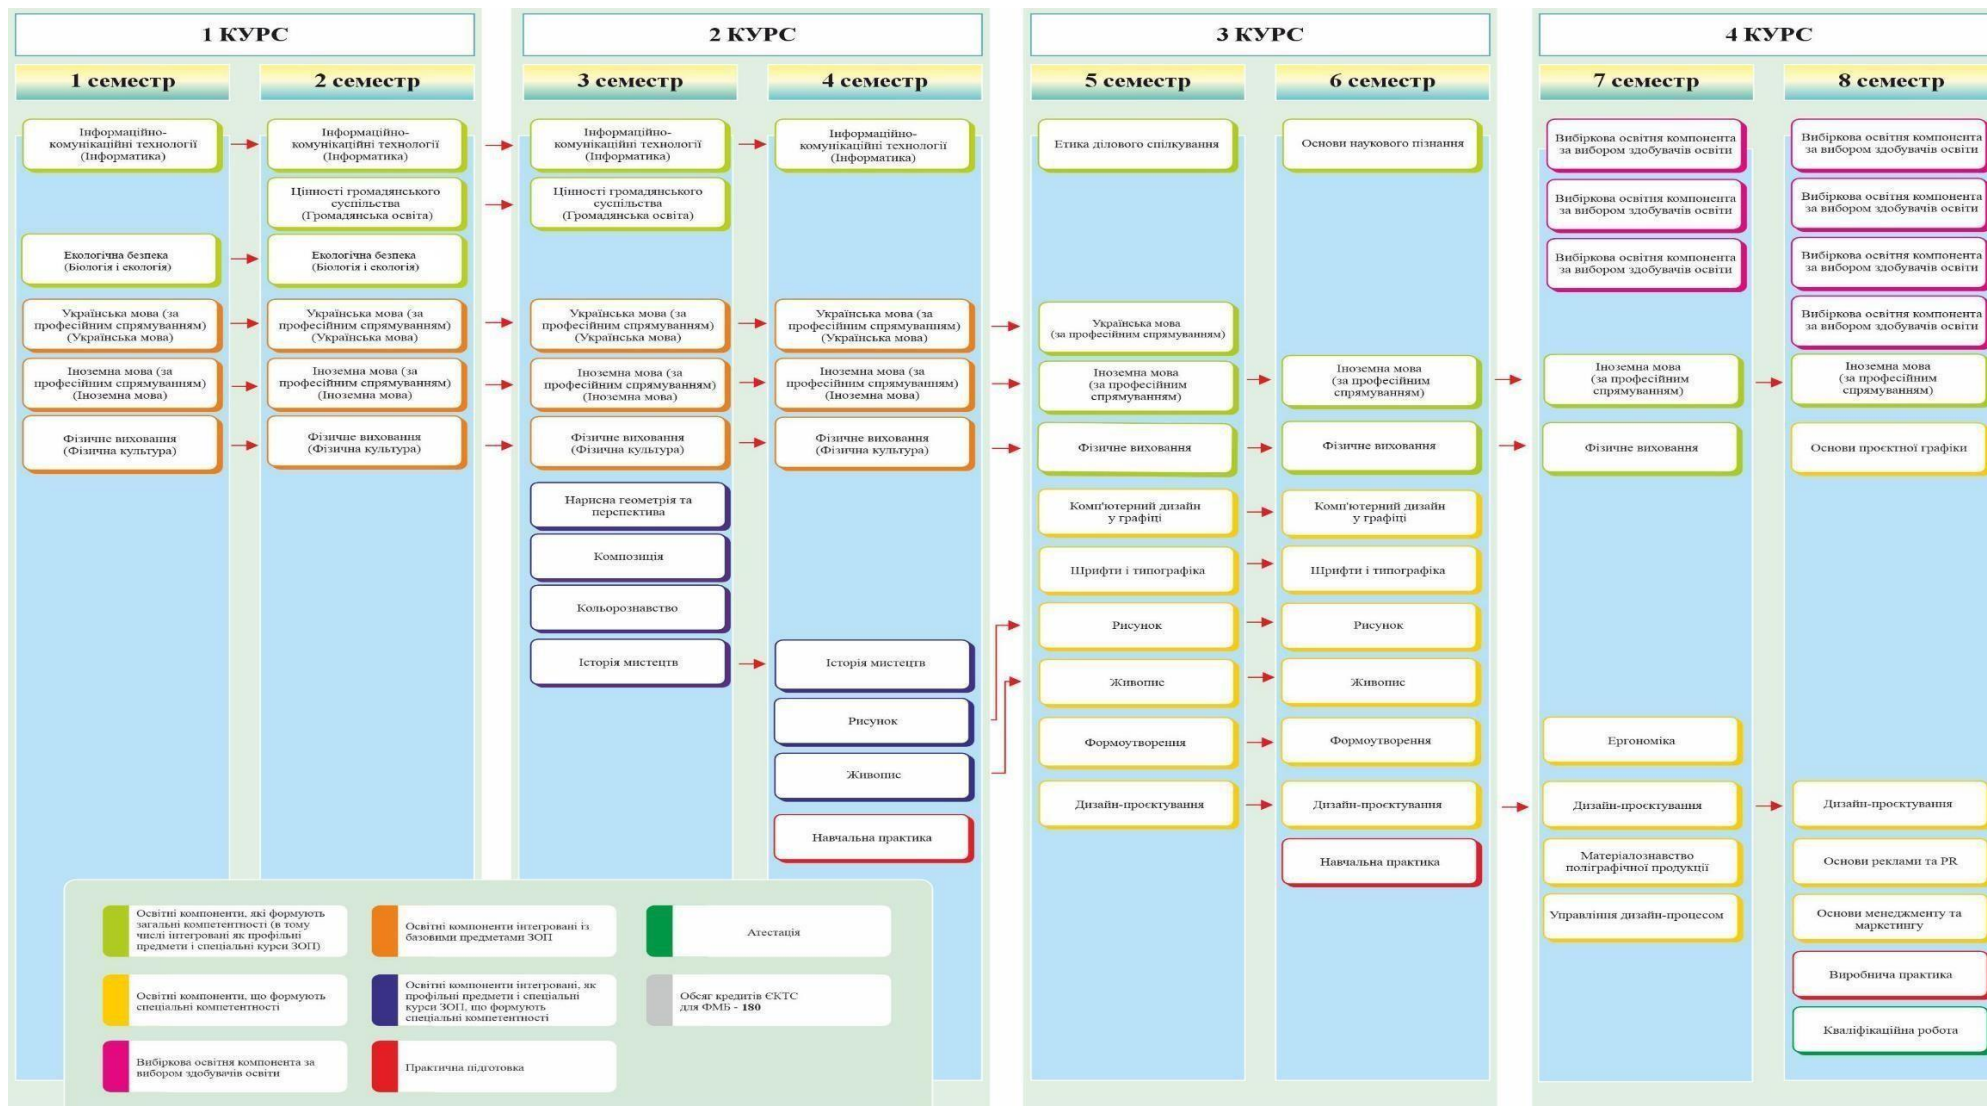 1 КУРС
1 семестр
Інформаційно-
комунікаційні технології
(Інформатика)
Екологічна безпека
(Біологія і екологія)
Українська мова (за
професійним спрямуванням)
(Українська мова)
Іноземна мова (за
професійним спрямуванням)
(Іноземна мова)
Фізичне виховання
(Фізична культура)
2 семестр
Інформаційно-
комунікаційні технології
(Інформатика)
Цінності громадянського
суспільства
(Громадянська освіта)
Екологічна безпека
(Біологія і екологія)
Українська мова (за
професійним спрямуванням)
(Українська мова)
Іноземна мова (за
професійним спрямуванням)
(Іноземна мова)
Фізичне виховання
(Фізична культура)
2 КУРС
3 семестр
Інформаційно-
комунікаційні технології
(Інформатика)
Цінності громадянського
суспільства
(Громадянська освіта)
Українська мова (за
професійним спрямуванням)
(Українська мова)
Іноземна мова (за
професійним спрямуванням)
(Іноземна мова)
Фізичне виховання
(Фізична культура)
Нарисна геометрія та
перспектива
Композиція
Кольорознавство
Історія мистецтв
4 семестр
Інформаційно-
комунікаційні технології
(Інформатика)
Українська мова (за
професійним спрямуванням)
(Українська мова)
Іноземна мова (за
професійним спрямуванням)
(Іноземна мова)
Фізичне виховання
(Фізична культура)
Історія мистецтв
Рисунок
Живопис
Навчальна практика
3 КУРС
5 семестр
Етика ділового спілкування
Українська мова
(за професійним спрямуванням)
Іноземна мова
(за професійним
спрямуванням)
Фізичне виховання
Комп'ютерний дизайн
у графіці
Шрифти і типографіка
Рисунок
Живопис
Формоутворення
Дизайн-проєктування
6 семестр
Основи наукового пізнання
Іноземна мова
(за професійним
спрямуванням)
Фізичне виховання
Комп'ютерний дизайн
у графіці
Шрифти і типографіка
Рисунок
Живопис
Формоутворення
Дизайн-проєктування
Навчальна практика
4 КУРС
7 семестр
Вибіркова освітня компонента
за вибором здобувачів освіти
Вибіркова освітня компонента
за вибором здобувачів освіти
Вибіркова освітня компонента
за вибором здобувачів освіти
Іноземна мова
(за професійним
спрямуванням)
Фізичне виховання
Ергономіка
Дизайн-проєктування
Матеріалознавство
поліграфічної продукції
Управління дизайн-процесом
8 семестр
Вибіркова освітня компонента
за вибором здобувачів освіти
Вибіркова освітня компонента
за вибором здобувачів освіти
Вибіркова освітня компонента
за вибором здобувачів освіти
Вибіркова освітня компонента
за вибором здобувачів освіти
Іноземна мова
(за професійним
спрямуванням)
Основи проєктної графіки
Дизайн-проєктування
Основи реклами та PR
Основи менеджменту та
маркетингу
Виробнича практика
Кваліфікаційна робота
Освітні компоненти, які формують
загальні компетентності (в тому
числі інтегровані як профільні
предмети і спеціальні курси ЗОП)
Освітні компоненти, що формують
спеціальні компетентності
Вибіркова освітня компонента за
вибором здобувачів освіти
Освітні компоненти інтегровані із
базовими предметами ЗОП
Освітні компоненти інтегровані, як
профільні предмети і спеціальні
курси ЗОП, що формують
спеціальні компетентності
Практична підготовка
Атестація
Обсяг кредитів ЄКТС
для ФМБ - 180